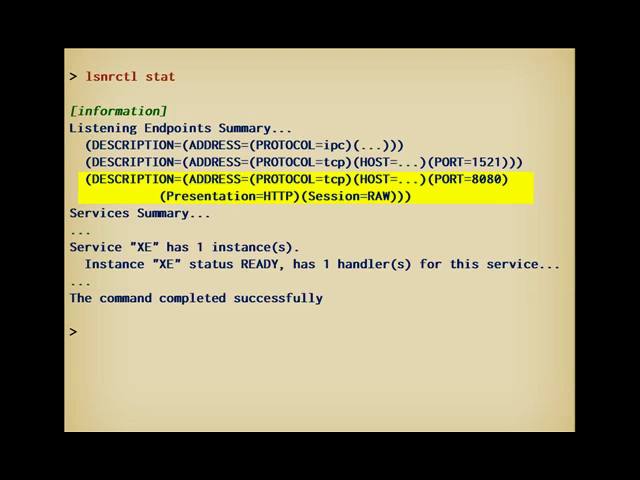 > lsnrctl stat
[information]
Listening Endpoints Summary...
(DESCRIPTION=(ADDRESS=(PROTOCOL=ipc)(...)))
(DESCRIPTION=(ADDRESS=(PROTOCOL=tcp)(HOST=...)(PORT=1521)))
(DESCRIPTION=(ADDRESS=(PROTOCOL=tcp)(HOST=...)(PORT=8080)
(Presentation=HTTP)(Session=RAW)))
Services Summary...
...
Service "XE" has 1 instance(s).
Instance "XE" status READY, has 1 handler(s) for this service...
...
The command completed successfully
>